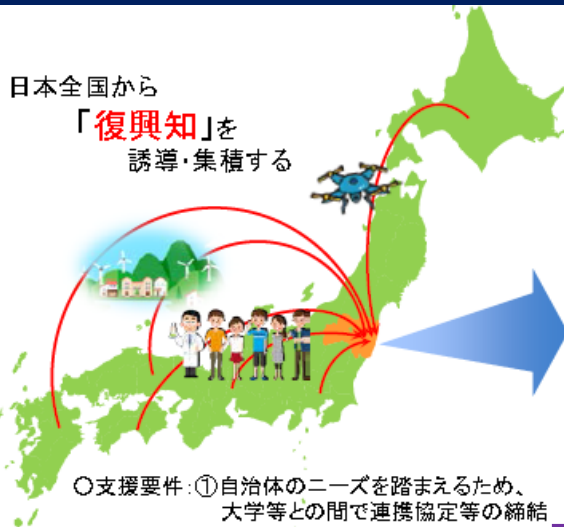 日本全国から
「復興知」を
誘導・集積する
〇支援要件:①自治体のニーズを踏まえるため、
大学等との間で連携協定等の締結